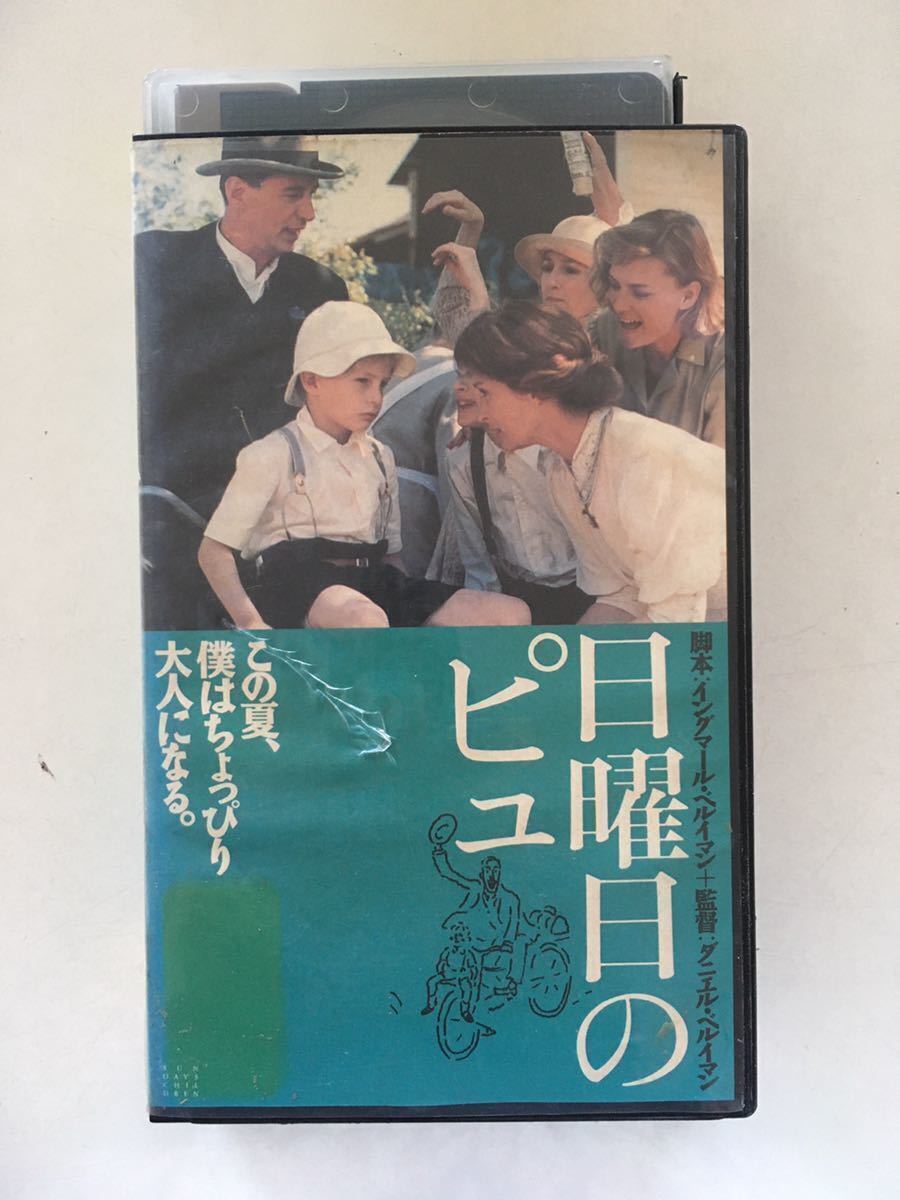 脚本:イングマール・ベルイマン+監督:ダニエル・ベルイマン
日曜日の
ピュ
この夏、
僕はちょっぴり
大人になる。